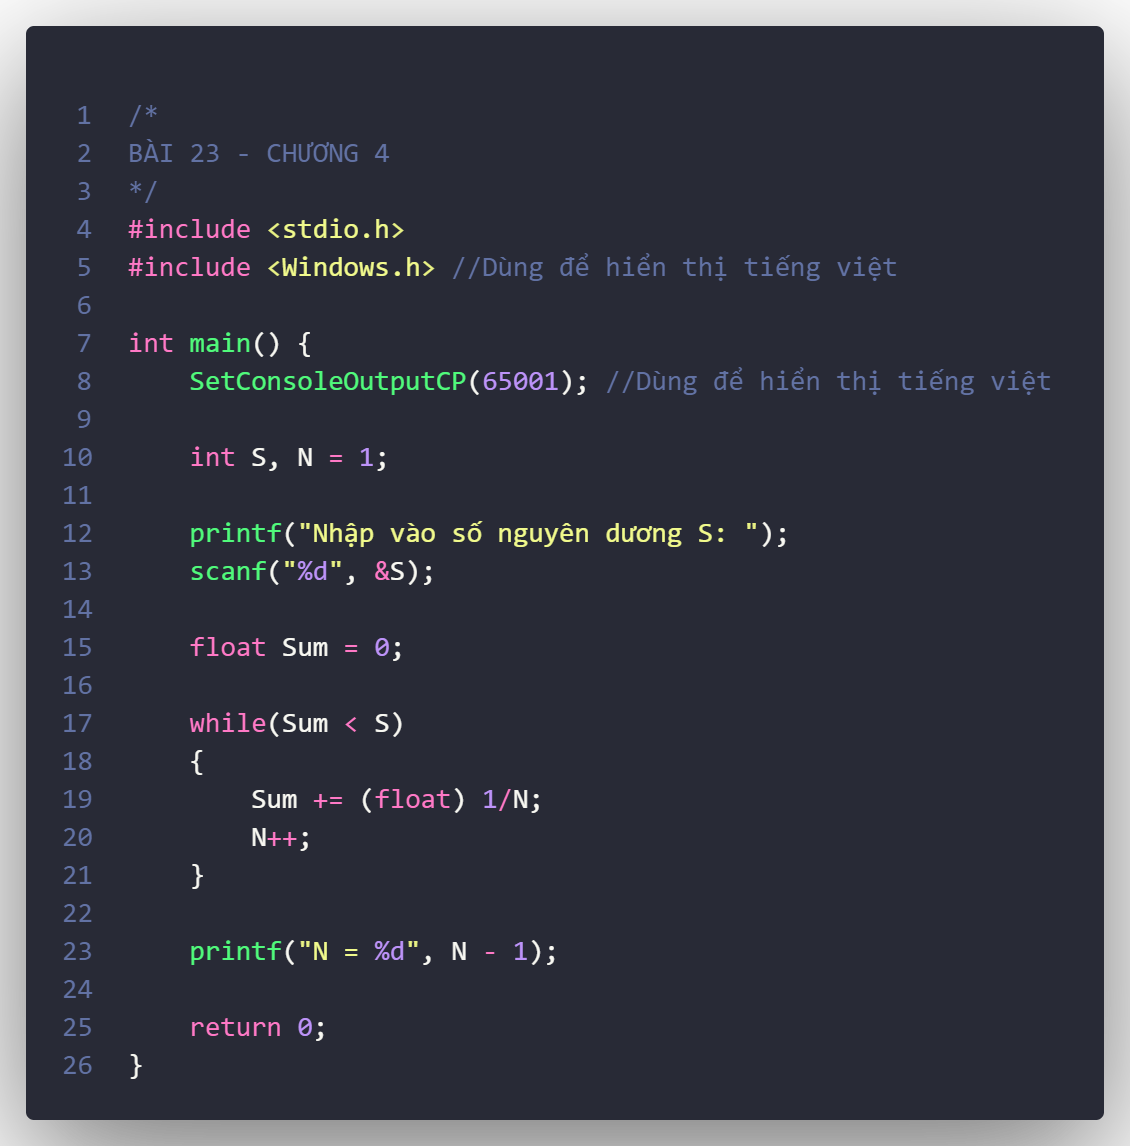 1 /*
2 BÀI 23 - CHƯƠNG 4
3 */
4 #include <stdio.h>
5 #include <Windows.h> //Dùng để hiển thị tiếng việt
6
7 int main() {
8     SetConsoleOutputCP(65001); //Dùng để hiển thị tiếng việt
9
10     int S, N = 1;
11
12     printf("Nhập vào số nguyên dương S: ");
13     scanf("%d", &S);
14
15     float Sum = 0;
16
17     while(Sum < S)
18     {
19         Sum += (float) 1/N;
20         N++;
21     }
22
23     printf("N = %d", N - 1);
24
25     return 0;
26 }